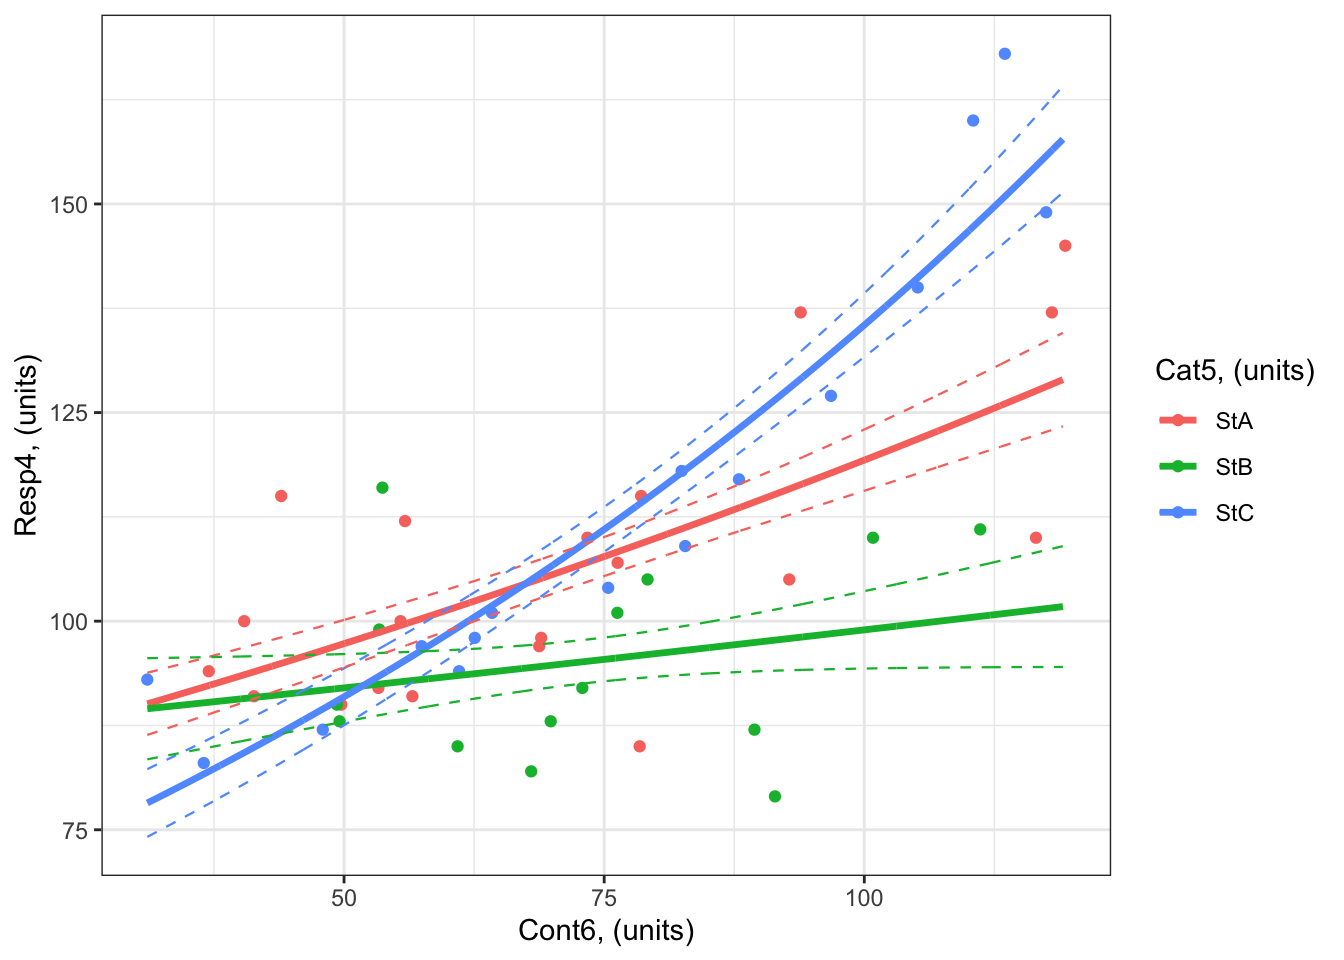 150
125
100
75
Resp4, (units)
50
75
100
Cont6, (units)
Cat5, (units)
StA
StB
StC